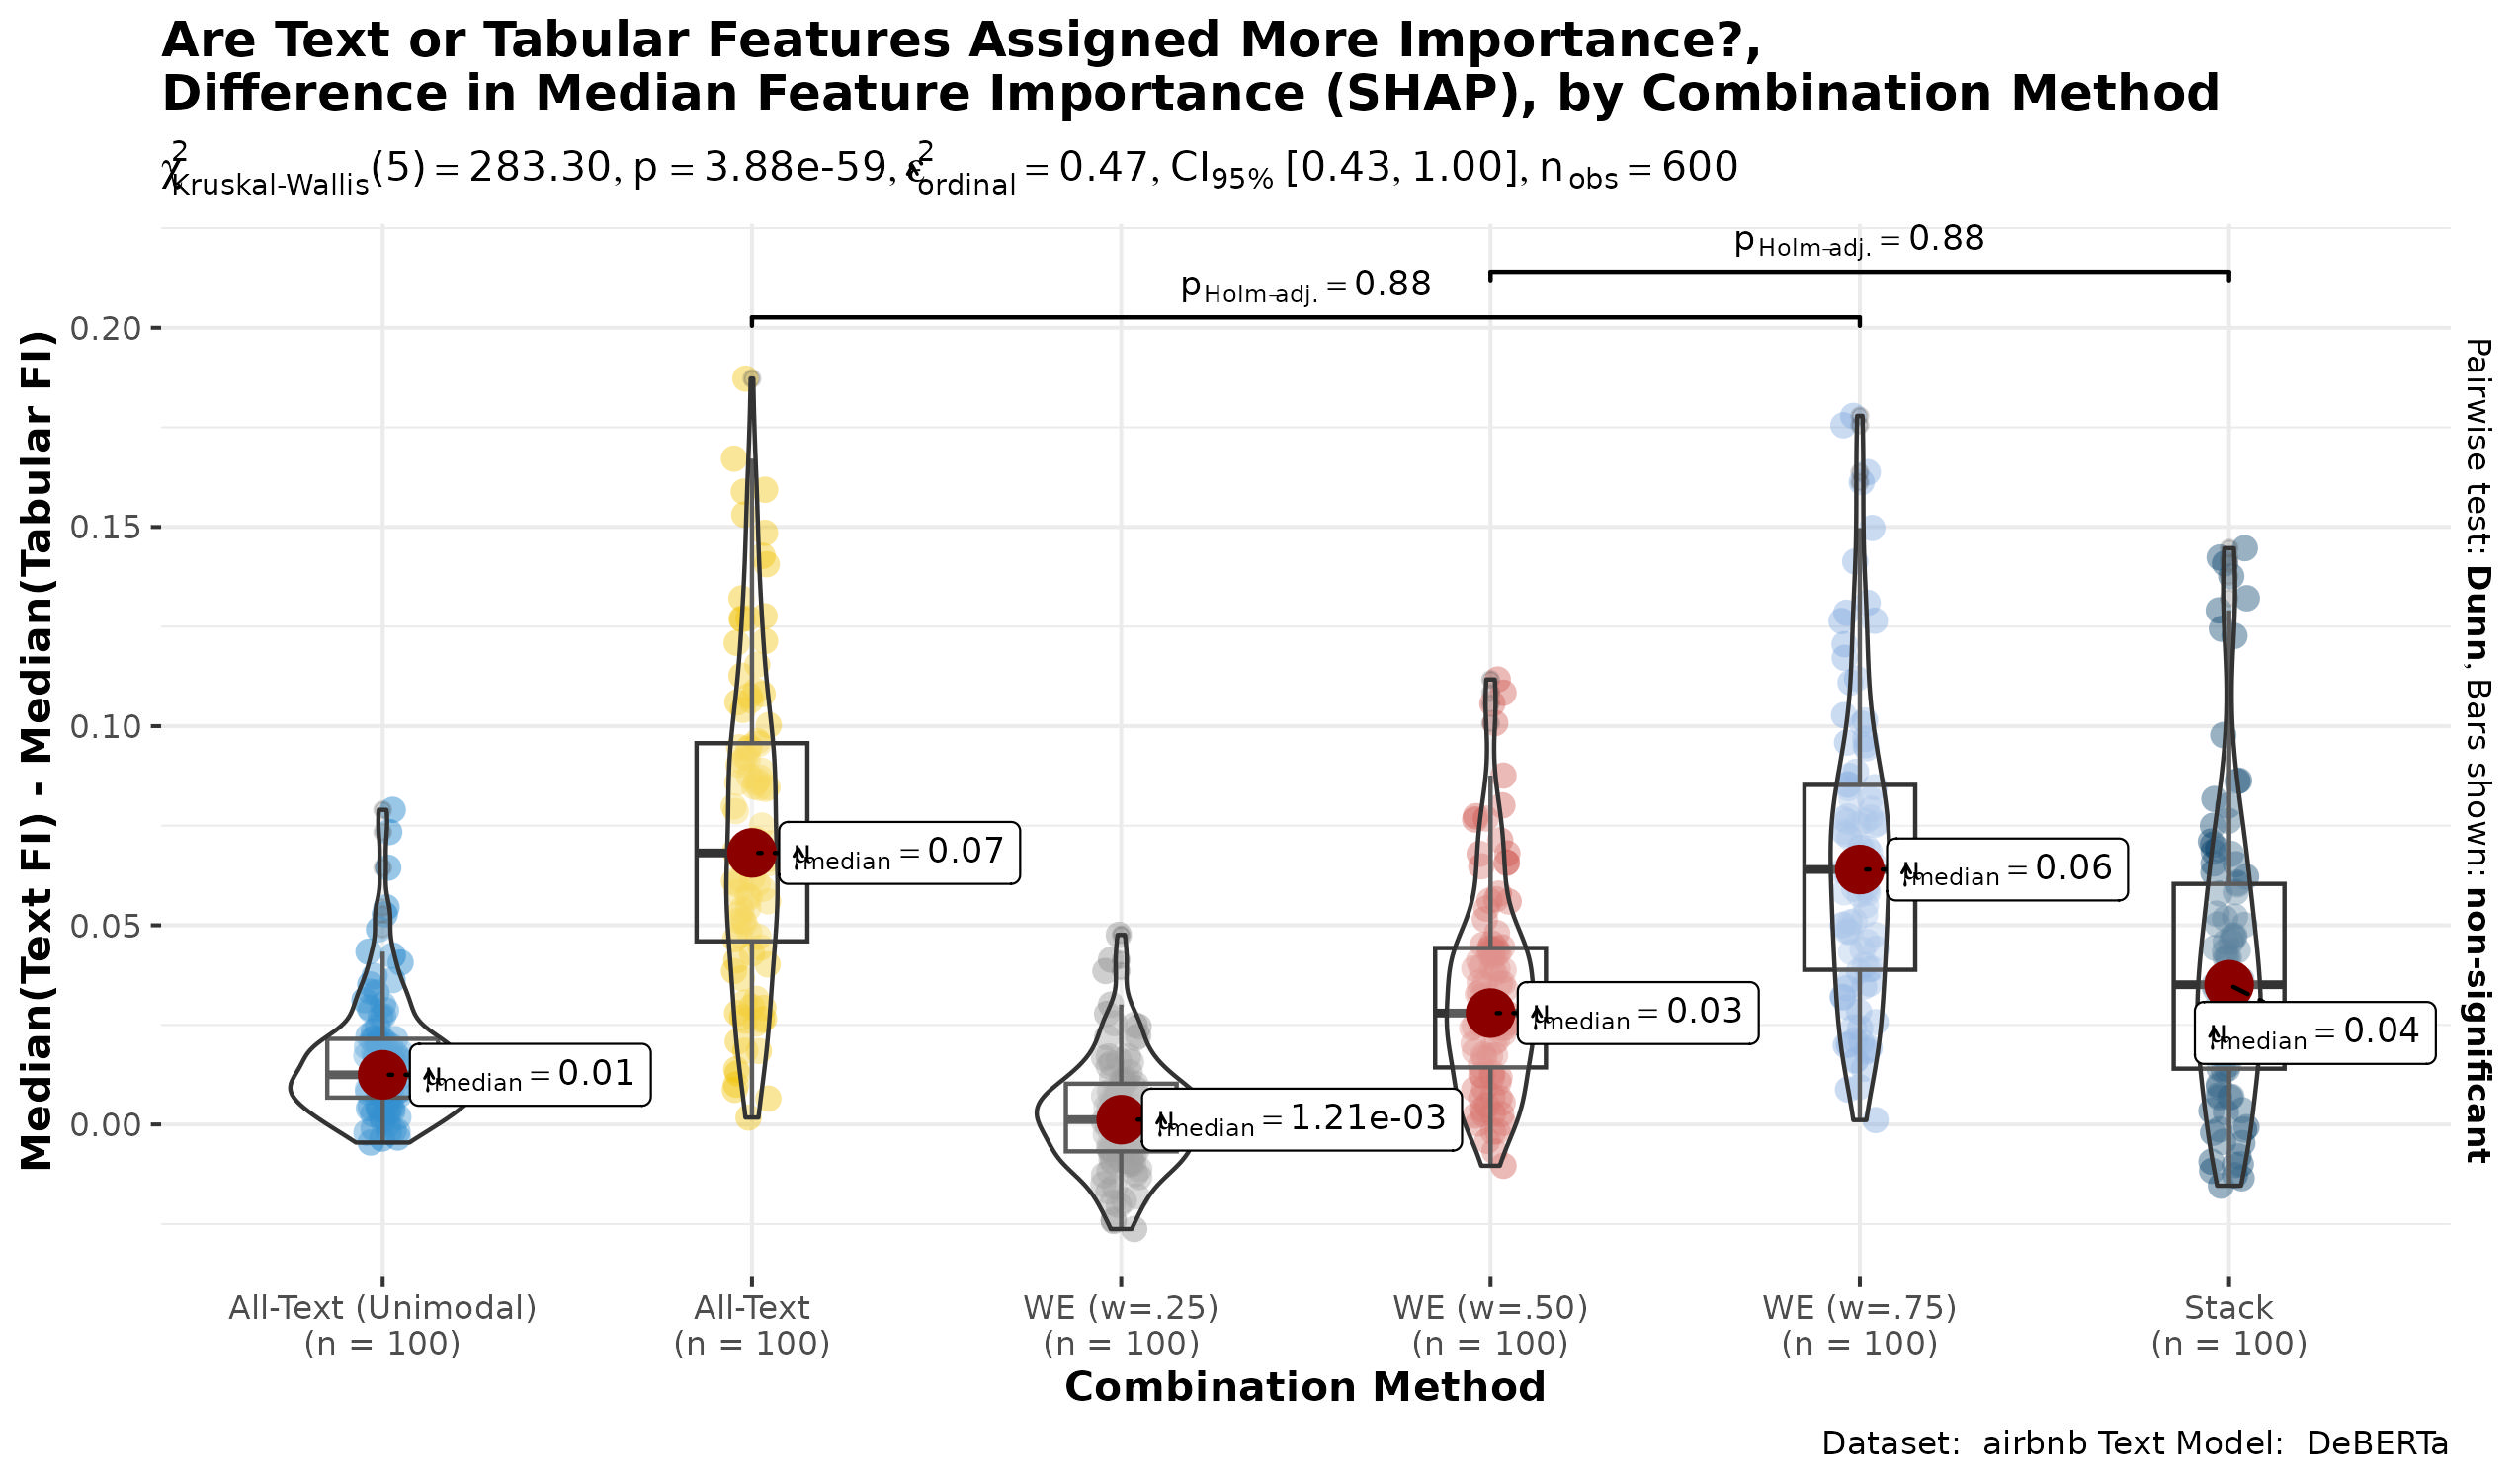 Are Text or Tabular Features Assigned More Importance?,
Difference in Median Feature Importance (SHAP), by Combination Method
χ²Kruskal-Wallis(5) = 283.30, p = 3.88e-59, ε̂²ordinal = 0.47, CI95% [0.43, 1.00], nobs = 600
pHolm-adj. = 0.88
pHolm-adj. = 0.88
0.20
0.15
0.10
0.05
0.00
Median(Text FI) - Median(Tabular FI)
μ̂median = 0.01
μ̂median = 0.07
μ̂median = 1.21e-03
μ̂median = 0.03
μ̂median = 0.06
μ̂median = 0.04
Pairwise test: Dunn, Bars shown: non-significant
All-Text (Unimodal)
(n = 100)
All-Text
(n = 100)
WE (w=.25)
(n = 100)
WE (w=.50)
(n = 100)
WE (w=.75)
(n = 100)
Stack
(n = 100)
Combination Method
Dataset:  airbnb Text Model:  DeBERTa